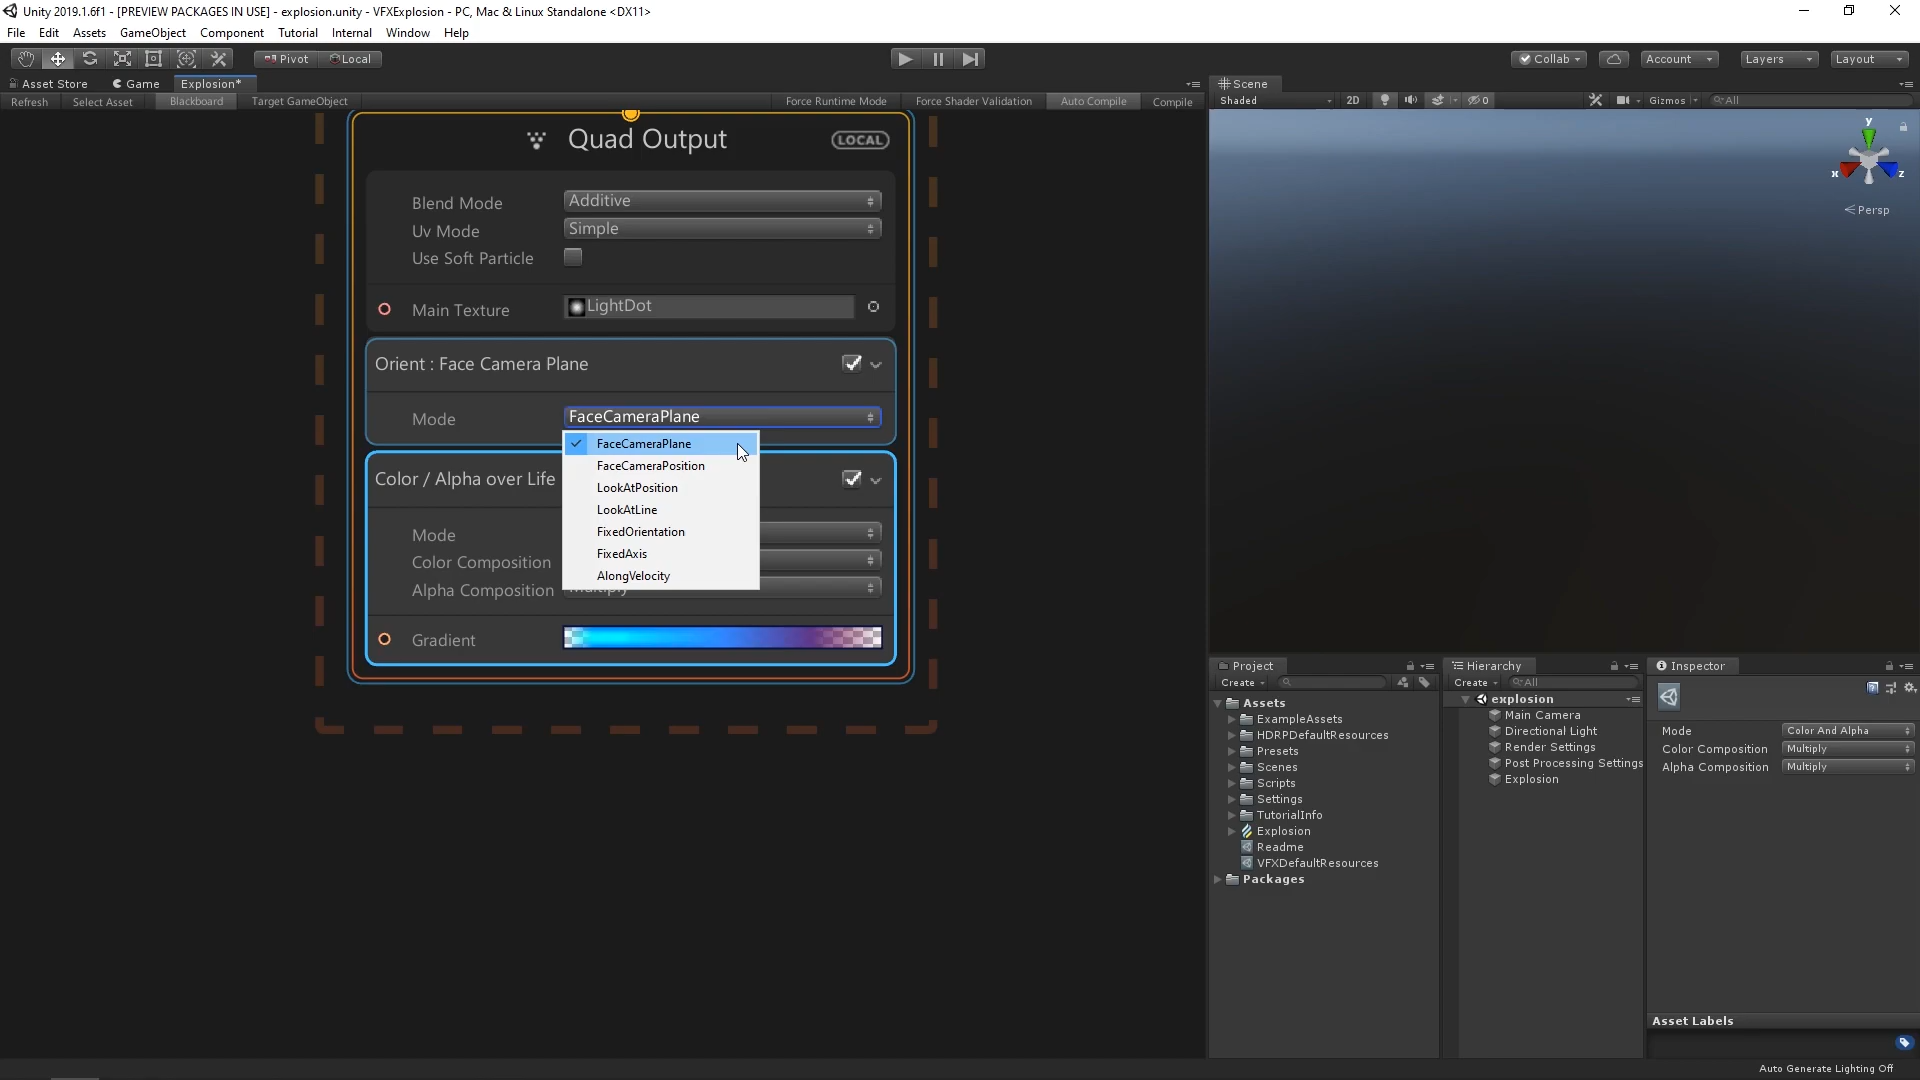 Unity 2019.1.6f1 - [PREVIEW PACKAGES IN USE] - explosion.unity - VFXExplosion - PC, Mac & Linux Standalone <DX11>
File Edit Assets GameObject Component Tutorial Internal Window Help
Pivot Local Collab Account Layers Layout
Asset Store Game Explosion* Scene
Refresh Select Asset Blackboard Target GameObject Force Runtime Mode Force Shader Validation Auto Compile Compile
Shaded 2D 0 Gizmos All
Quad Output LOCAL
Blend Mode Additive
Uv Mode Simple
Use Soft Particle
Main Texture LightDot
Orient : Face Camera Plane
Mode FaceCameraPlane
FaceCameraPlane
FaceCameraPosition
LookAtPosition
LookAtLine
FixedOrientation
FixedAxis
AlongVelocity
Color / Alpha over Life
Mode
Color Composition
Alpha Composition Multiply
Gradient
y
x z
Persp
Project
Create
Assets
ExampleAssets
HDRPDefaultResources
Presets
Scenes
Scripts
Settings
TutorialInfo
Explosion
Readme
VFXDefaultResources
Packages
Hierarchy
Create All
explosion
Main Camera
Directional Light
Render Settings
Post Processing Settings
Explosion
Inspector
Mode Color And Alpha
Color Composition Multiply
Alpha Composition Multiply
Asset Labels
Auto Generate Lighting Off